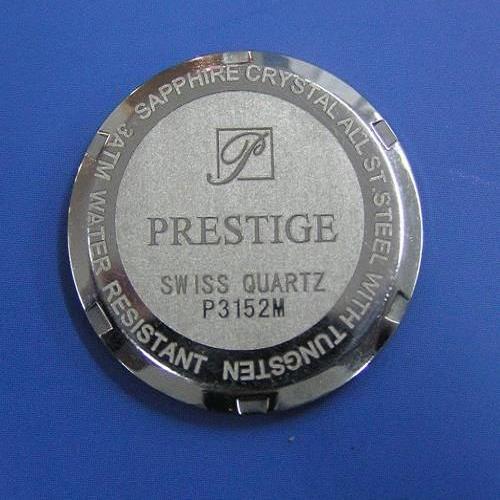 P
PRESTIGE
SWISS QUARTZ
P3152M
3ATM WATER RESISTANT
SAPPHIRE CRYSTAL ALL ST.STEEL WITH TUNGSTEN